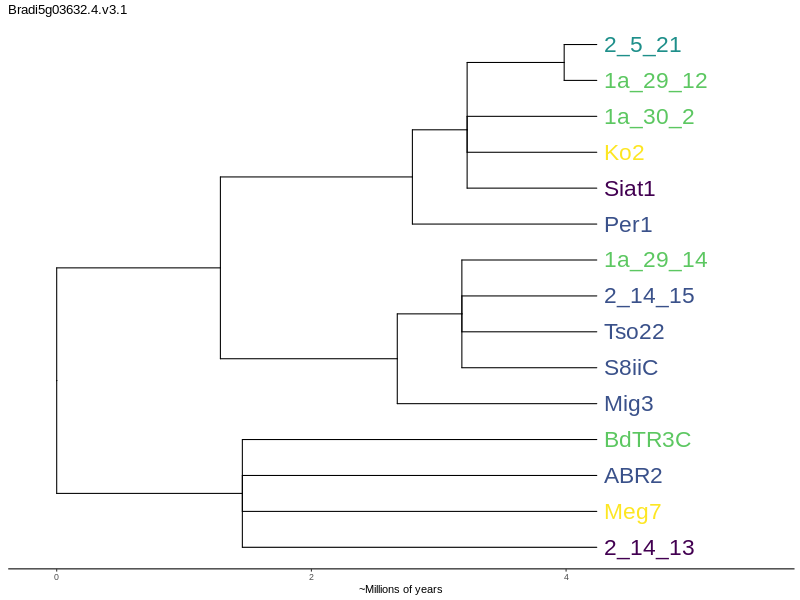 Bradi5g03632.4.v3.1
2_5_21
1a_29_12
1a_30_2
Ko2
Siat1
Per1
1a_29_14
2_14_15
Tso22
S8iiC
Mig3
BdTR3C
ABR2
Meg7
2_14_13
0 2 4
~Millions of years